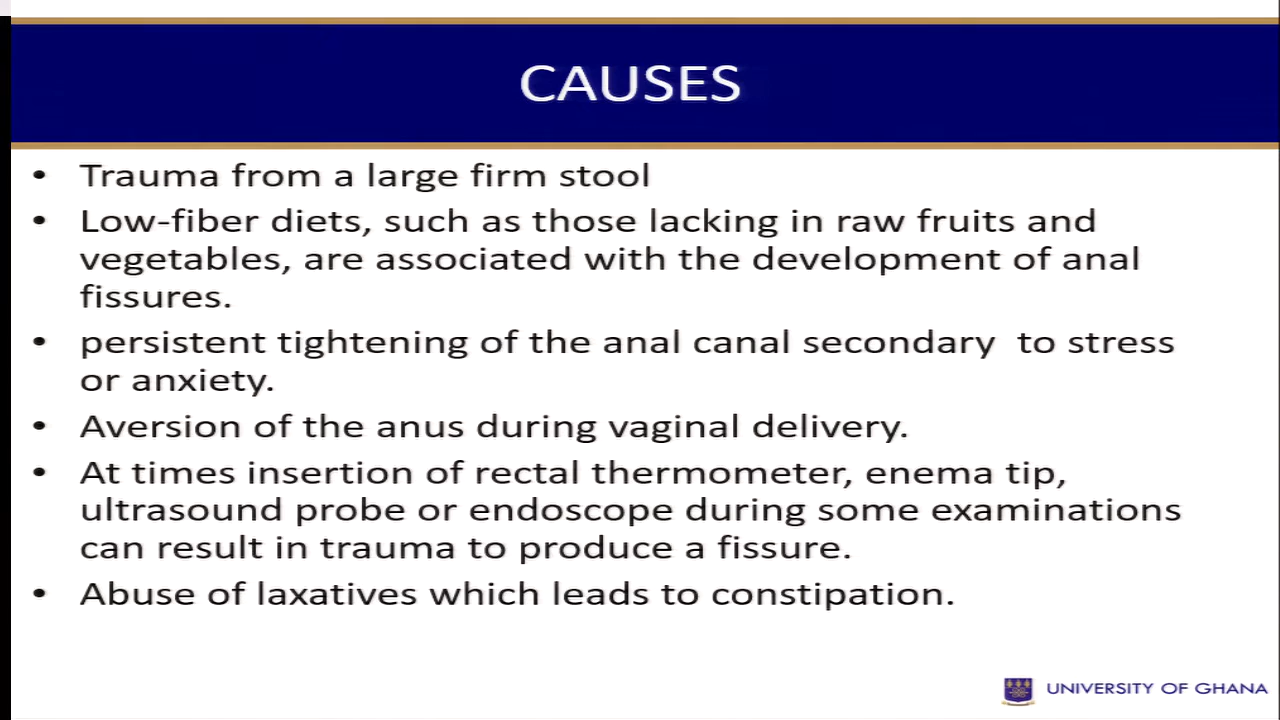 CAUSES
• Trauma from a large firm stool
• Low-fiber diets, such as those lacking in raw fruits and
vegetables, are associated with the development of anal
fissures.
• persistent tightening of the anal canal secondary  to stress
or anxiety.
• Aversion of the anus during vaginal delivery.
• At times insertion of rectal thermometer, enema tip,
ultrasound probe or endoscope during some examinations
can result in trauma to produce a fissure.
• Abuse of laxatives which leads to constipation.
UNIVERSITY OF GHANA